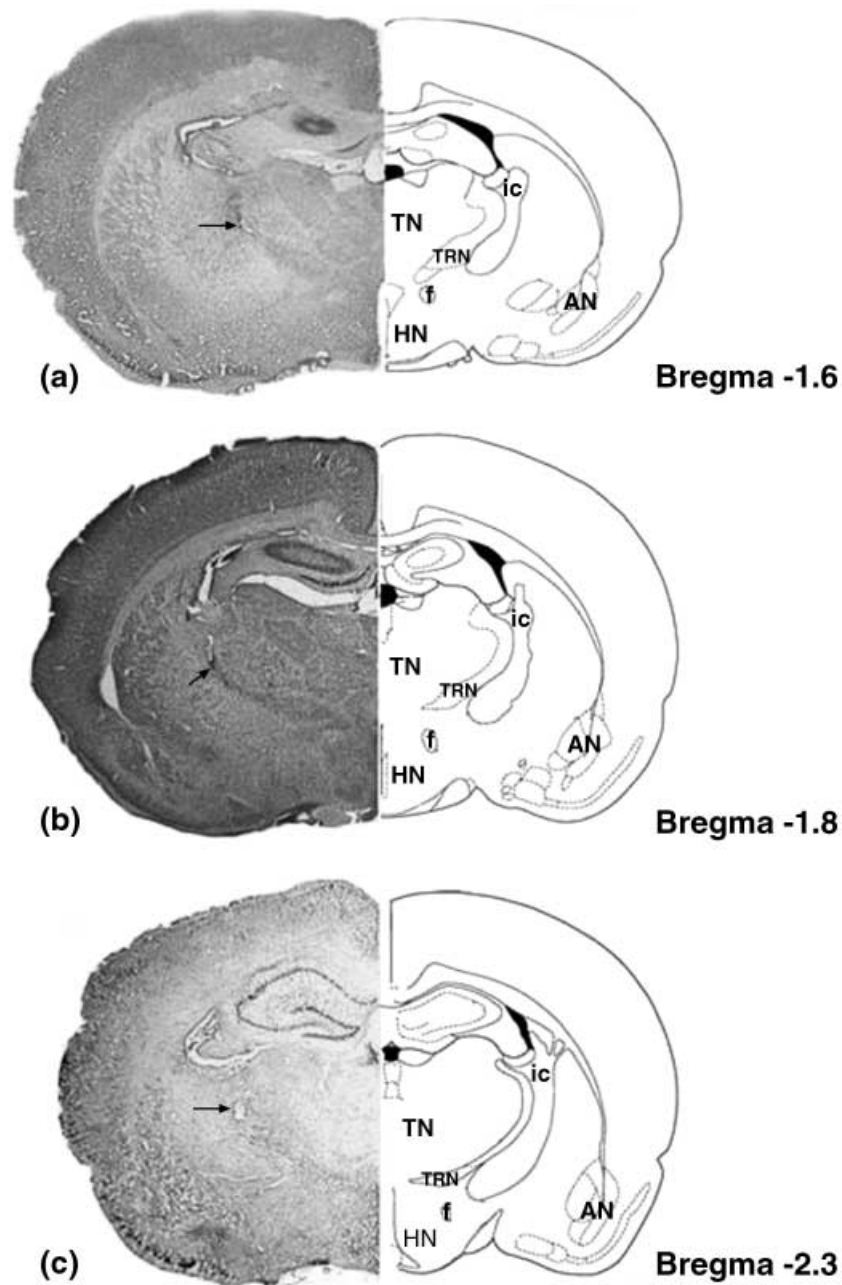 ic
TN
TRN
f
AN
HN
(a)
Bregma -1.6
ic
TN
TRN
f
AN
HN
(b)
Bregma -1.8
ic
TN
TRN
f
AN
HN
(c)
Bregma -2.3